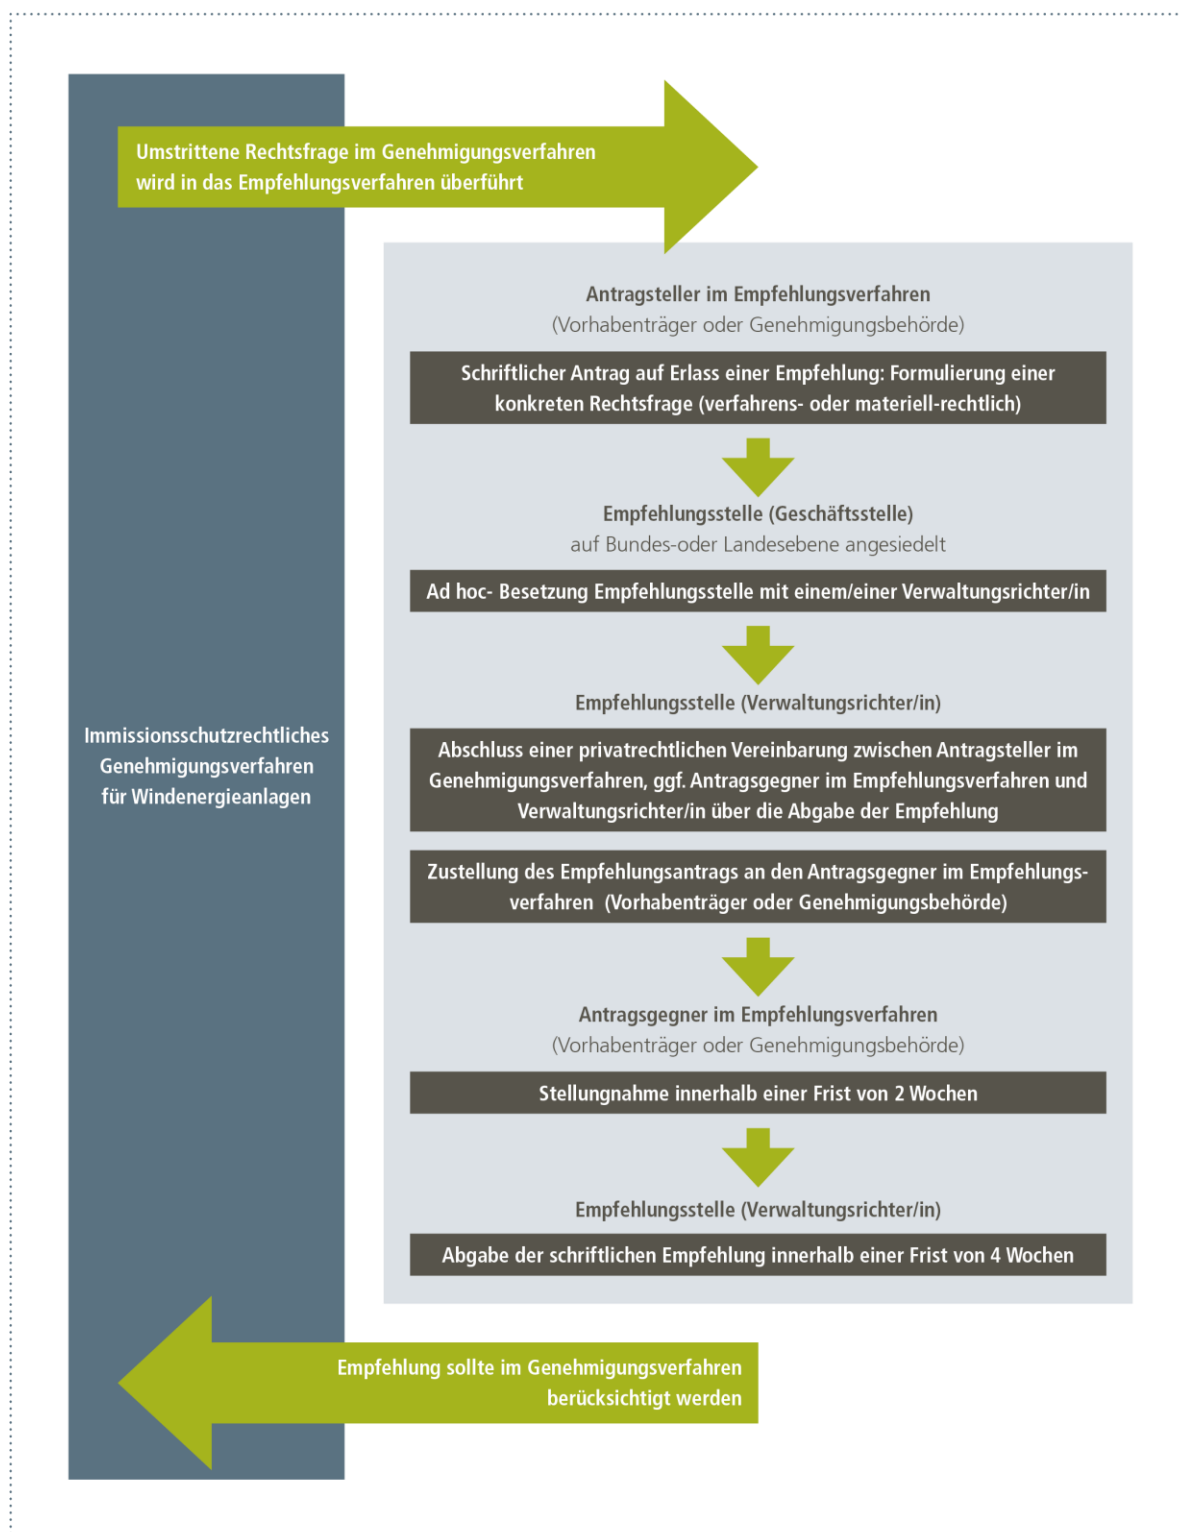 Umstrittene Rechtsfrage im Genehmigungsverfahren
wird in das Empfehlungsverfahren überführt
Antragsteller im Empfehlungsverfahren
(Vorhabenträger oder Genehmigungsbehörde)
Schriftlicher Antrag auf Erlass einer Empfehlung: Formulierung einer
konkreten Rechtsfrage (verfahrens- oder materiell-rechtlich)
Empfehlungsstelle (Geschäftsstelle)
auf Bundes-oder Landesebene angesiedelt
Ad hoc- Besetzung Empfehlungsstelle mit einem/einer Verwaltungsrichter/in
Empfehlungsstelle (Verwaltungsrichter/in)
Abschluss einer privatrechtlichen Vereinbarung zwischen Antragsteller im
Genehmigungsverfahren, ggf. Antragsgegner im Empfehlungsverfahren und
Verwaltungsrichter/in über die Abgabe der Empfehlung
Zustellung des Empfehlungsantrags an den Antragsgegner im Empfehlungs-
verfahren (Vorhabenträger oder Genehmigungsbehörde)
Antragsgegner im Empfehlungsverfahren
(Vorhabenträger oder Genehmigungsbehörde)
Stellungnahme innerhalb einer Frist von 2 Wochen
Empfehlungsstelle (Verwaltungsrichter/in)
Abgabe der schriftlichen Empfehlung innerhalb einer Frist von 4 Wochen
Immissionsschutzrechtliches
Genehmigungsverfahren
für Windenergieanlagen
Empfehlung sollte im Genehmigungsverfahren
berücksichtigt werden